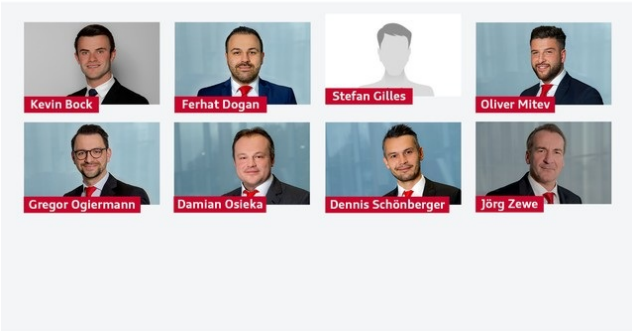 Kevin Bock
Ferhat Dogan
Stefan Gilles
Oliver Mitev
Gregor Ogiermann
Damian Osieka
Dennis Schönberger
Jörg Zewe